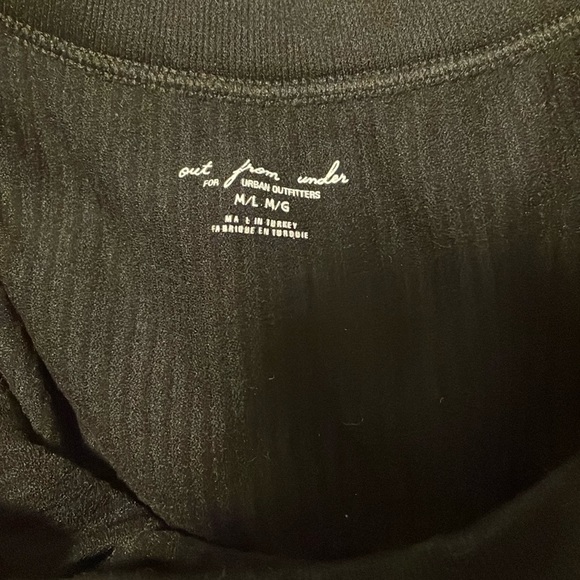 out from under
FOR URBAN OUTFITTERS
M/L M/G
IN TURKEY
FABRIQUE EN TURQUIE